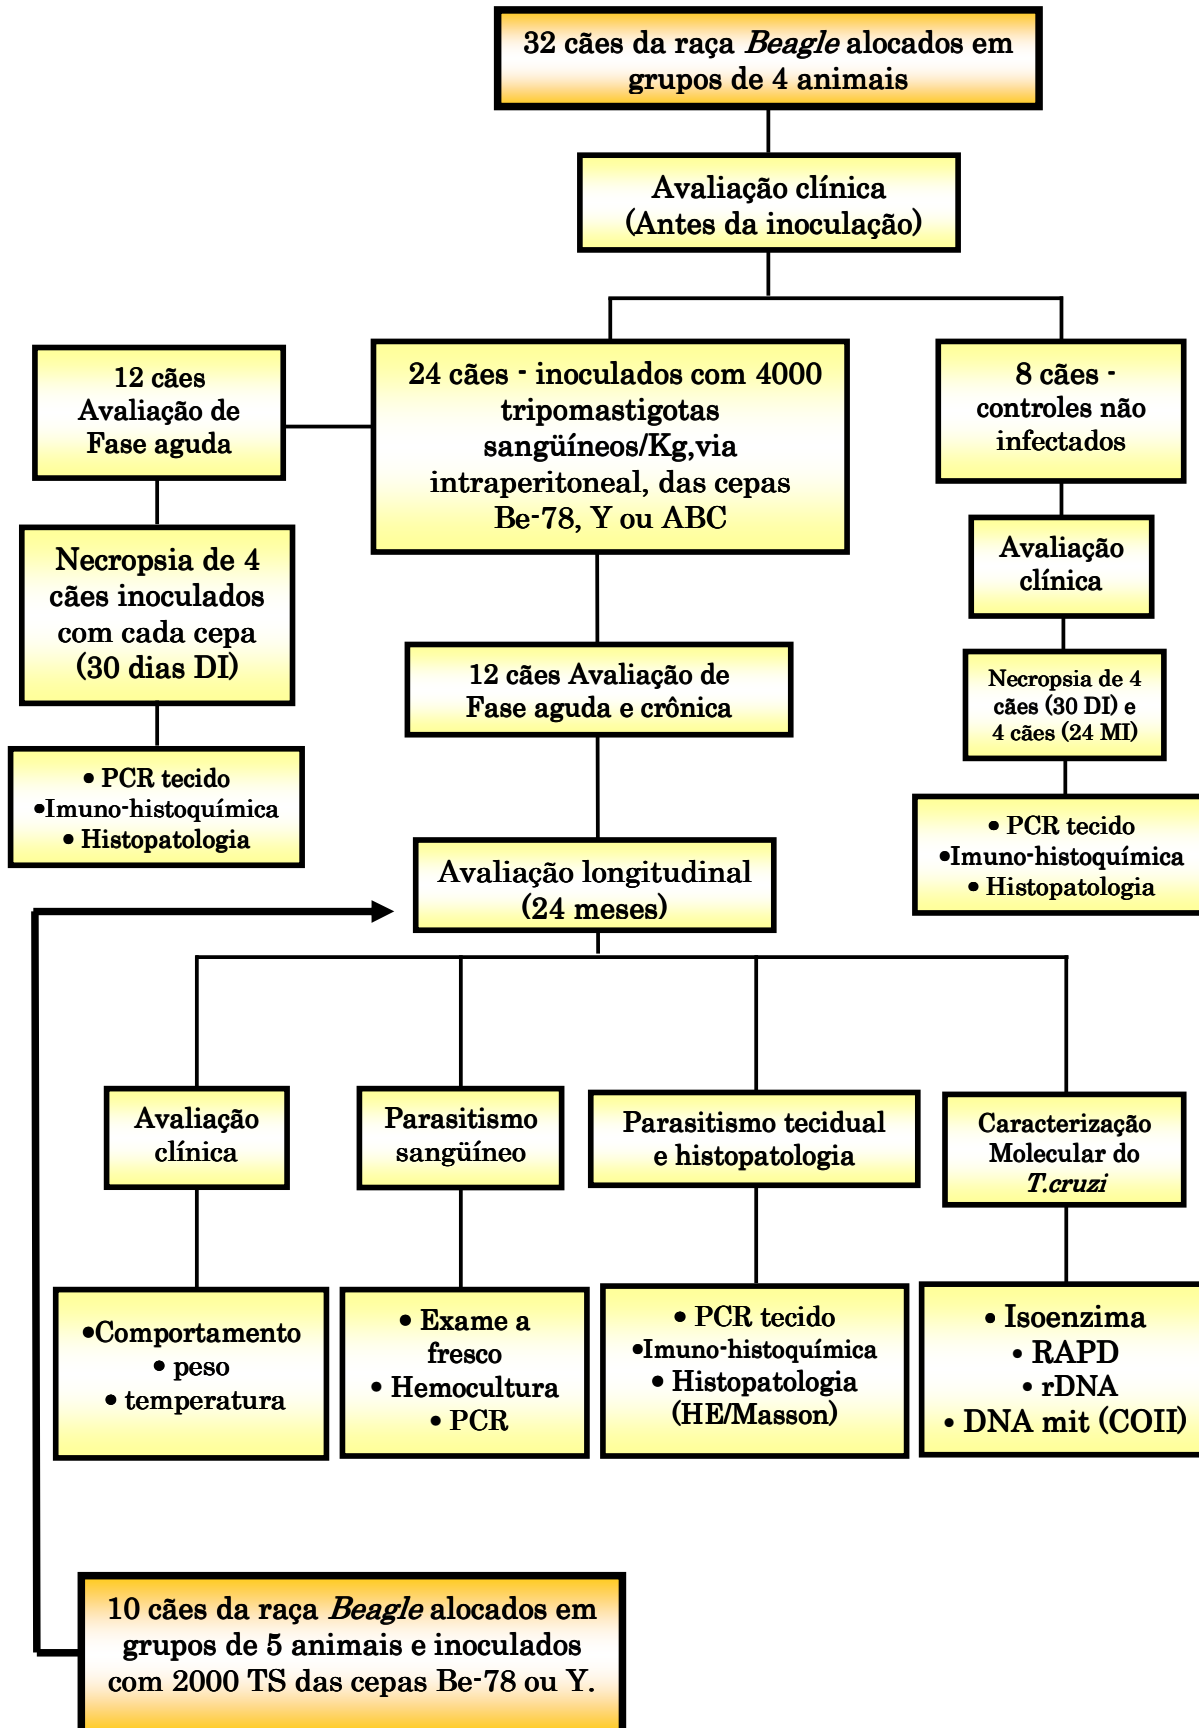 32 cães da raça Beagle alocados em
grupos de 4 animais
Avaliação clínica
(Antes da inoculação)
12 cães
Avaliação de
Fase aguda
24 cães - inoculados com 4000
tripomastigotas
sangüíneos/Kg,via
intraperitoneal, das cepas
Be-78, Y ou ABC
8 cães -
controles não
infectados
Necropsia de 4
cães inoculados
com cada cepa
(30 dias DI)
Avaliação
clínica
12 cães Avaliação de
Fase aguda e crônica
Necropsia de 4
cães (30 DI) e
4 cães (24 MI)
• PCR tecido
•Imuno-histoquímica
• Histopatologia
• PCR tecido
•Imuno-histoquímica
• Histopatologia
Avaliação longitudinal
(24 meses)
Avaliação
clínica
Parasitismo
sangüíneo
Parasitismo tecidual
e histopatologia
Caracterização
Molecular do
T.cruzi
•Comportamento
• peso
• temperatura
• Exame a
fresco
• Hemocultura
• PCR
• PCR tecido
•Imuno-histoquímica
• Histopatologia
(HE/Masson)
• Isoenzima
• RAPD
• rDNA
• DNA mit (COII)
10 cães da raça Beagle alocados em
grupos de 5 animais e inoculados
com 2000 TS das cepas Be-78 ou Y.